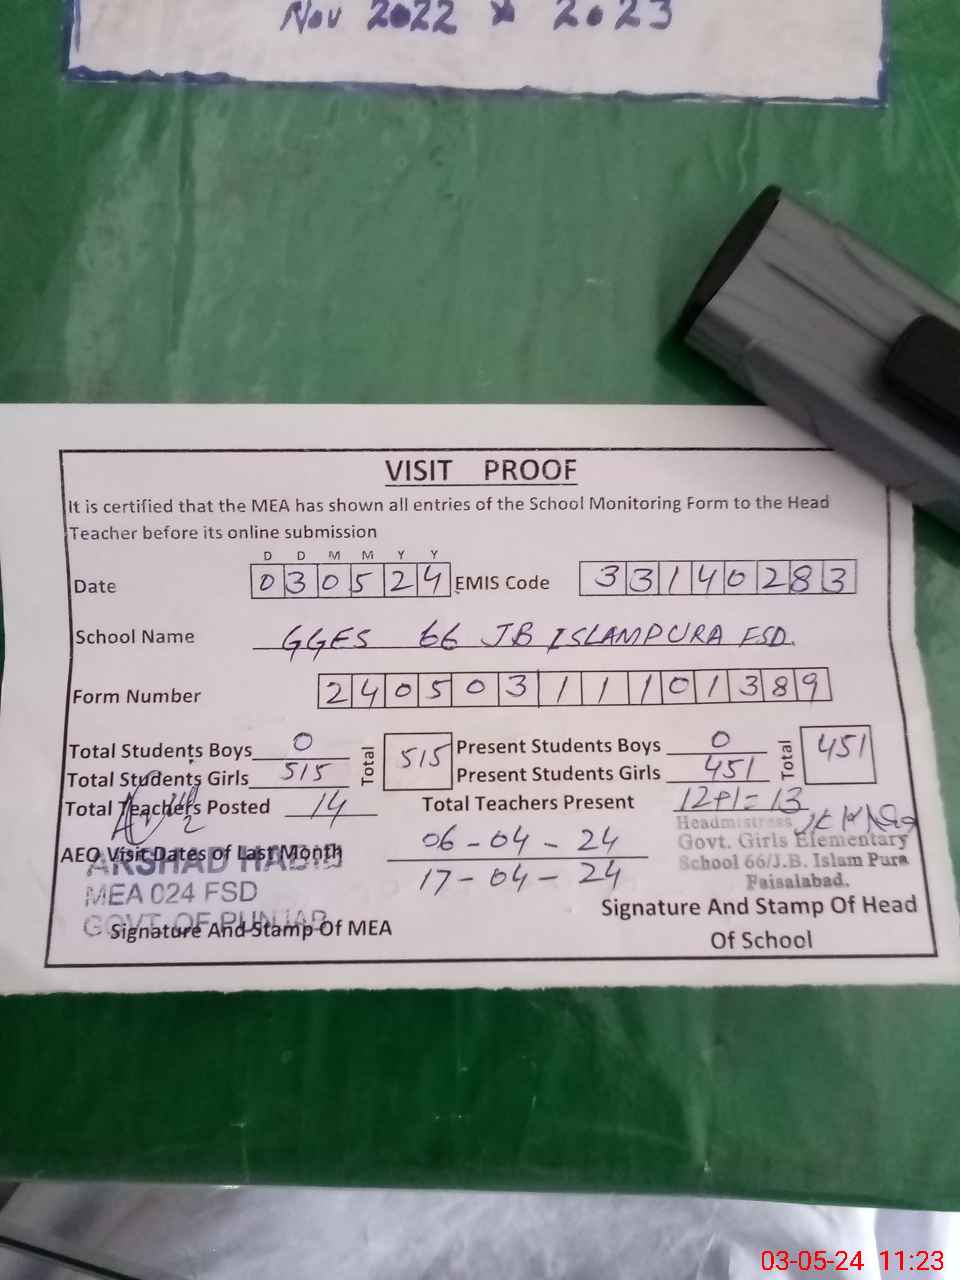 Nov 2022 * 2023
VISIT PROOF
It is certified that the MEA has shown all entries of the School Monitoring Form to the Head
Teacher before its online submission
D D M M Y Y
Date 0 3 0 5 2 4 EMIS Code 3 3 1 4 0 2 8 3
School Name GGES 66 JB ISLAMPURA FSD.
Form Number 2 4 0 5 0 3 1 1 1 0 1 3 8 9
Total Students Boys 0 Total 515 Present Students Boys 0 Total 451
Total Students Girls 515 Present Students Girls 451
Total Teachers Posted 14 Total Teachers Present 12+1=13
Headmistress
Govt. Girls Elementary
School 66/J.B. Islam Pura
Faisalabad.
AEO Visit Dates of Last Month 06-04-24
17-04-24
ARSHAD HABIB
MEA 024 FSD
GOVT. OF PUNJAB
Signature And Stamp Of MEA
Signature And Stamp Of Head
Of School
03-05-24 11:23